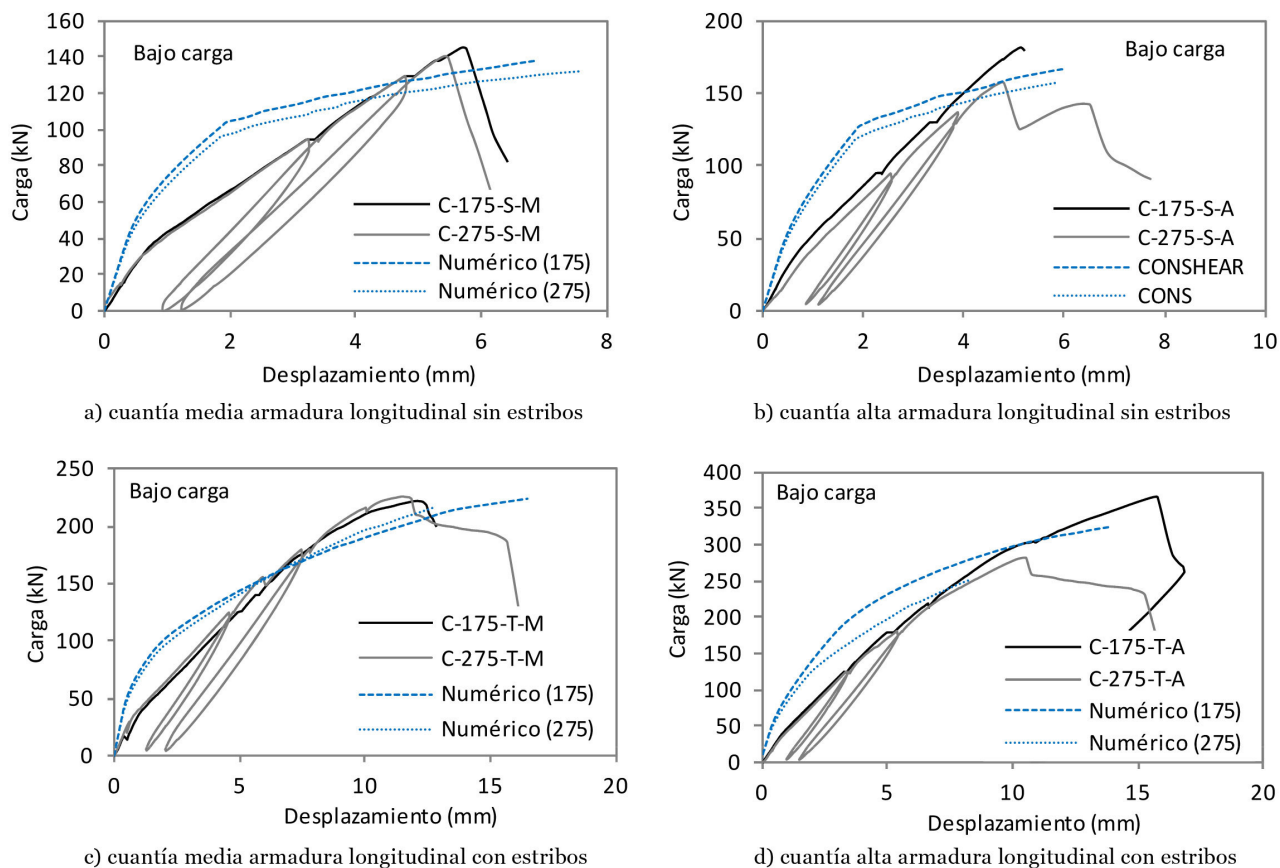 160
140
120
100
80
60
40
20
0
Carga (kN)
Bajo carga
C-175-S-M
C-275-S-M
Numérico (175)
Numérico (275)
0 2 4 6 8
Desplazamiento (mm)
a) cuantía media armadura longitudinal sin estribos
200
150
100
50
0
Carga (kN)
Bajo carga
C-175-S-A
C-275-S-A
CONSHEAR
CONS
0 2 4 6 8 10
Desplazamiento (mm)
b) cuantía alta armadura longitudinal sin estribos
250
200
150
100
50
0
Carga (kN)
Bajo carga
C-175-T-M
C-275-T-M
Numérico (175)
Numérico (275)
0 5 10 15 20
Desplazamiento (mm)
c) cuantía media armadura longitudinal con estribos
400
350
300
250
200
150
100
50
0
Carga (kN)
Bajo carga
C-175-T-A
C-275-T-A
Numérico (175)
Numérico (275)
0 5 10 15 20
Desplazamiento (mm)
d) cuantía alta armadura longitudinal con estribos